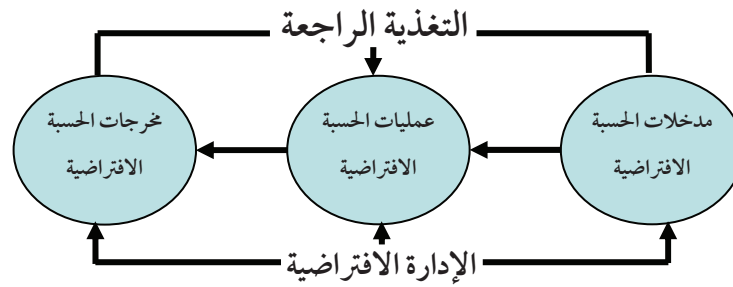 التغذية الراجعة
مدخلات الحسبة
الافتراضية
عمليات الحسبة
الافتراضية
مخرجات الحسبة
الافتراضية
الإدارة الافتراضية